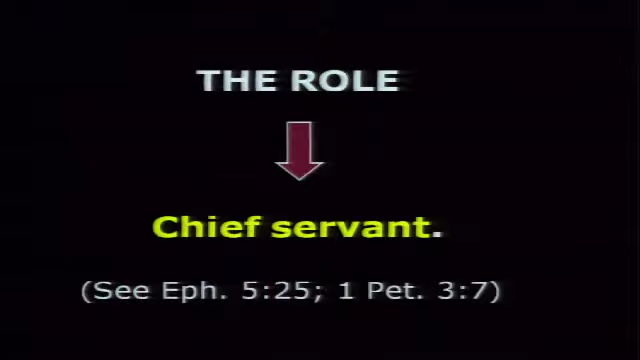 THE ROLE
Chief servant.
(See Eph. 5:25; 1 Pet. 3:7)